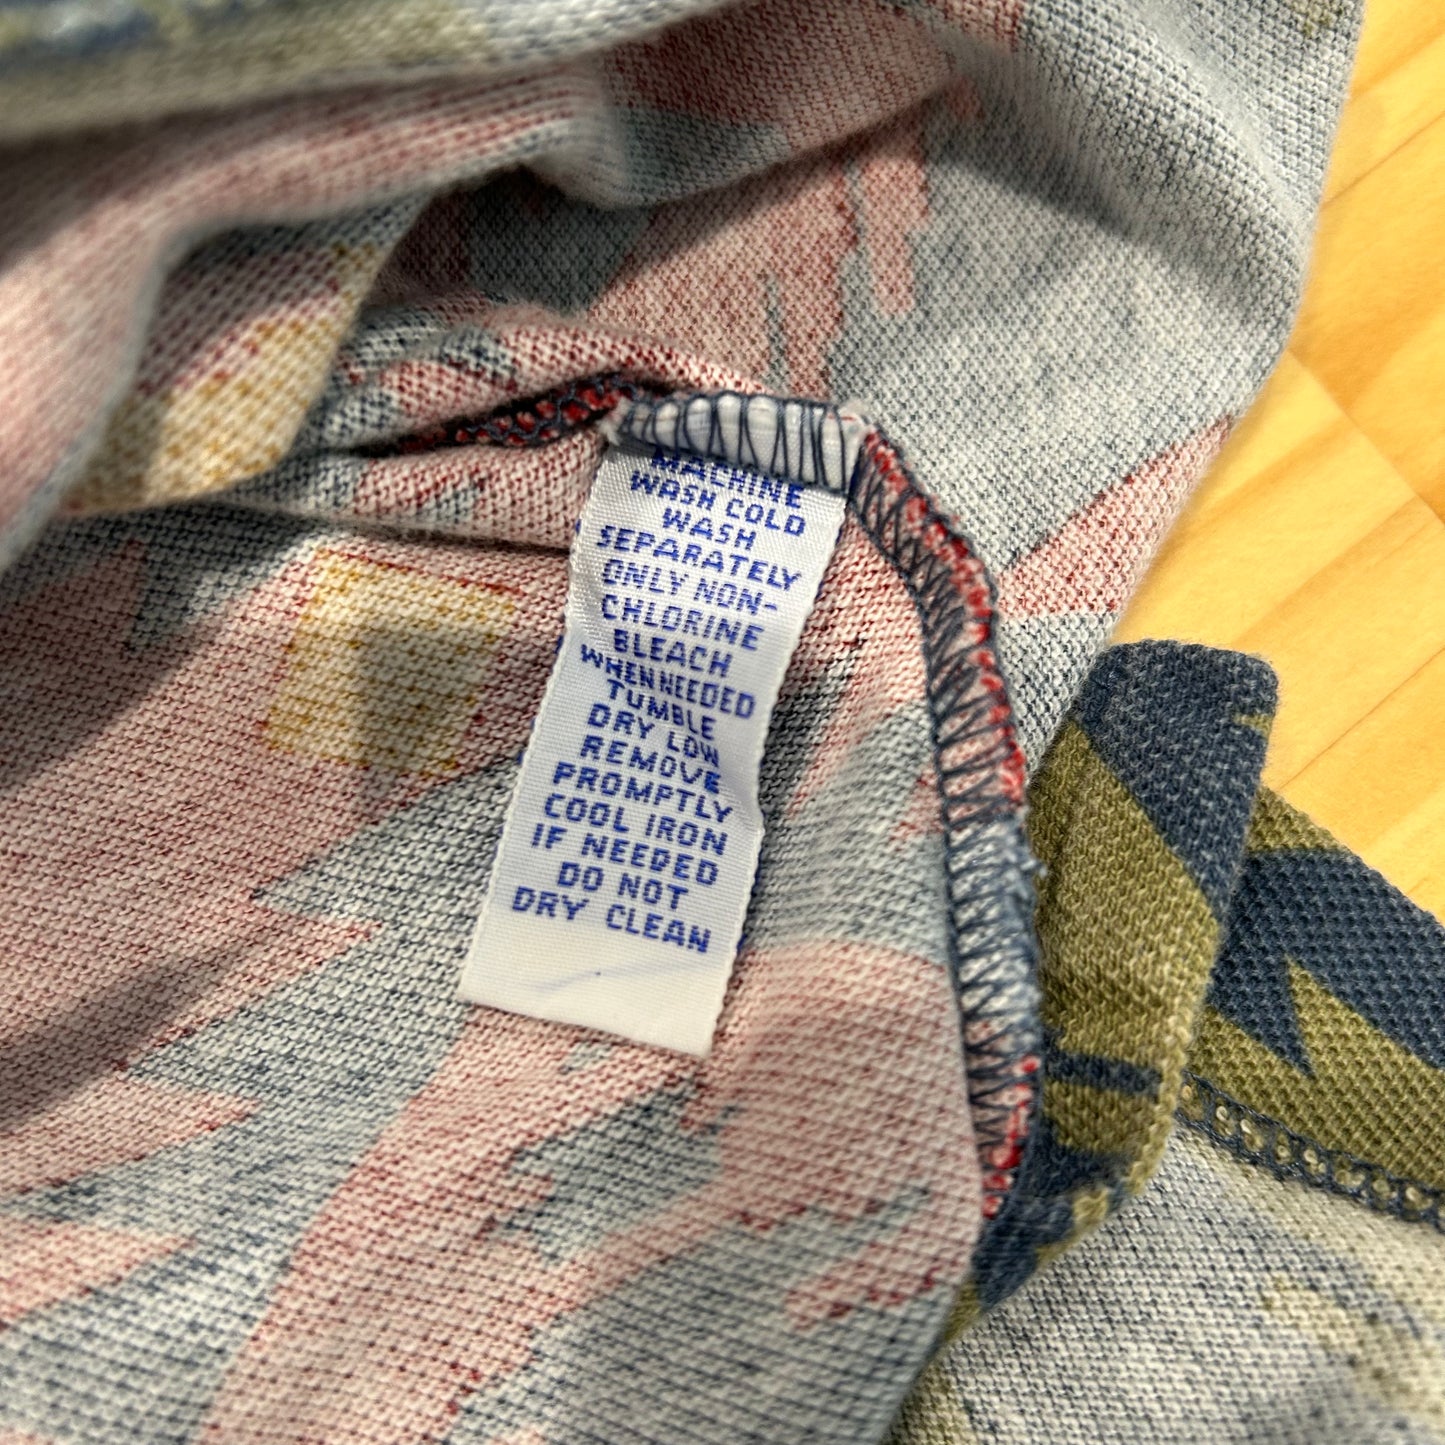 MACHINE
WASH COLD
WASH
SEPARATELY
ONLY NON-
CHLORINE
BLEACH
WHEN NEEDED
TUMBLE
DRY LOW
REMOVE
PROMPTLY
COOL IRON
IF NEEDED
DO NOT
DRY CLEAN